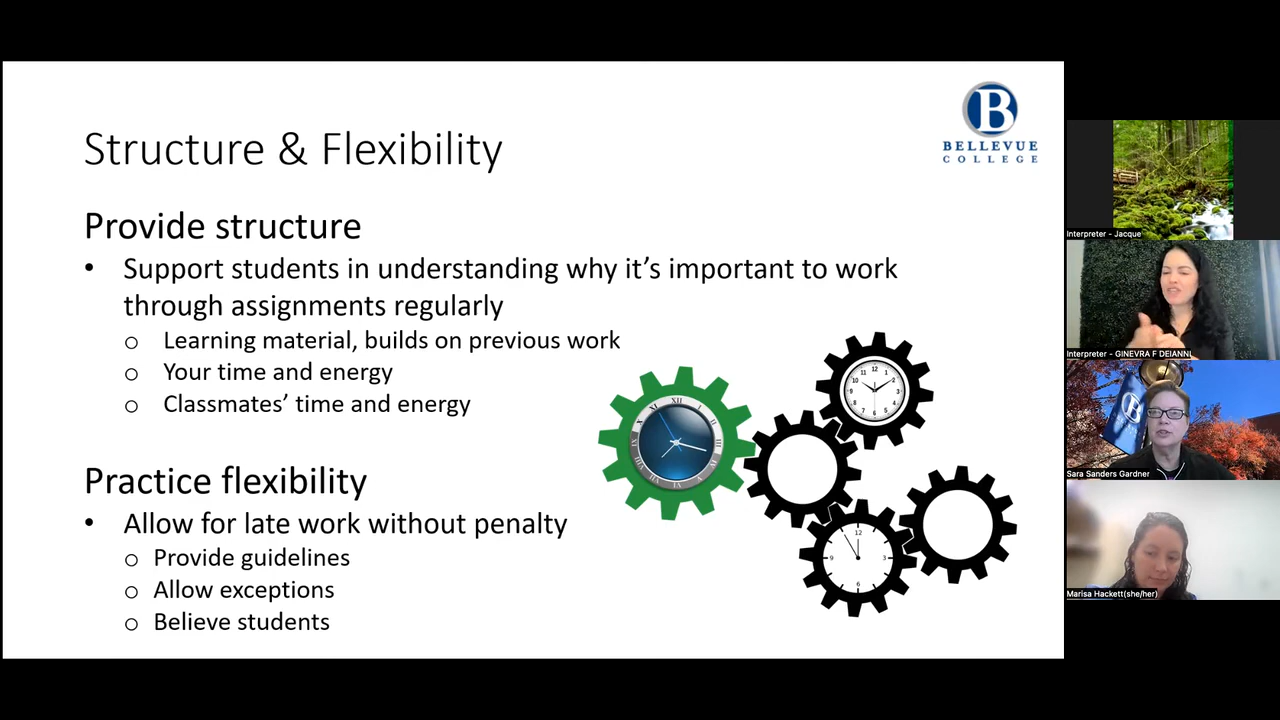 Structure & Flexibility
B
BELLEVUE
COLLEGE
Provide structure
• Support students in understanding why it’s important to work
through assignments regularly
o Learning material, builds on previous work
o Your time and energy
o Classmates’ time and energy
Practice flexibility
• Allow for late work without penalty
o Provide guidelines
o Allow exceptions
o Believe students
Interpreter - Jacque
Interpreter - GINEVRA F DEIANNI
Sara Sanders Gardner
Marisa Hackett(she/her)